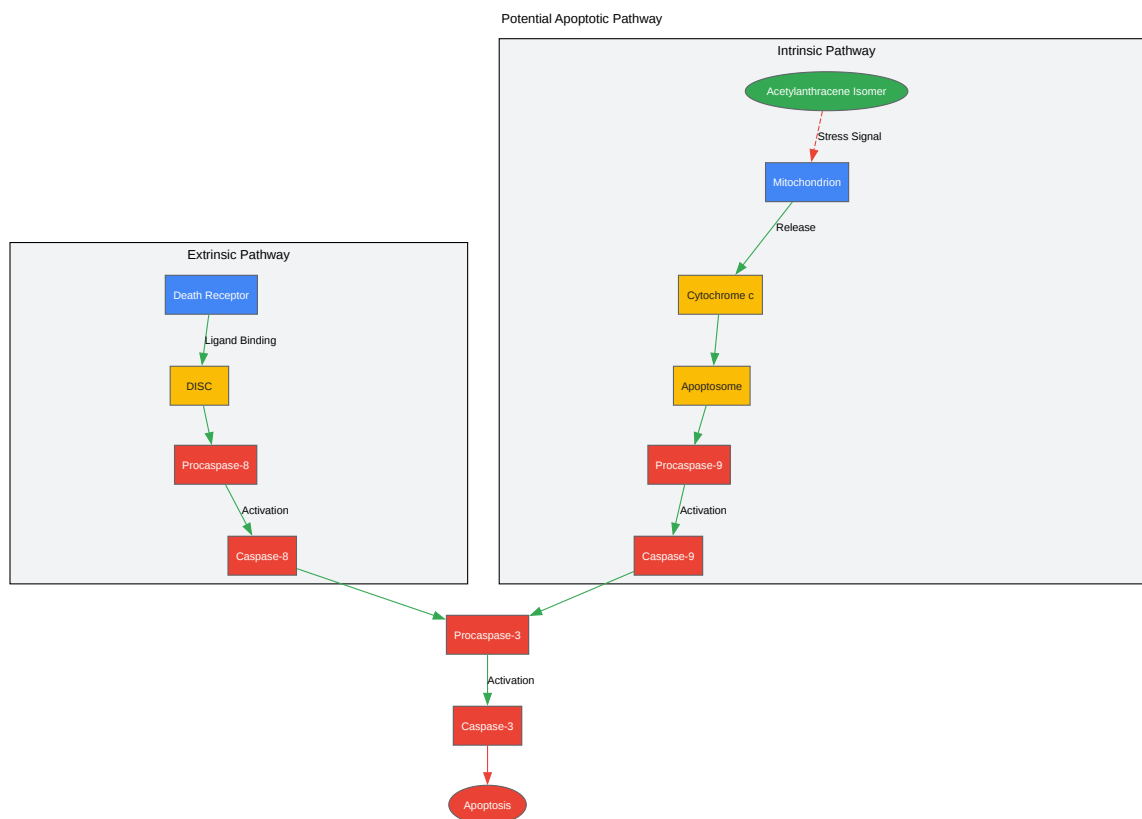 Potential Apoptotic Pathway
Intrinsic Pathway
Acetylanthracene Isomer
Stress Signal
Mitochondrion
Release
Cytochrome c
Apoptosome
Procaspase-9
Activation
Caspase-9
Extrinsic Pathway
Death Receptor
Ligand Binding
DISC
Procaspase-8
Activation
Caspase-8
Procaspase-3
Activation
Caspase-3
Apoptosis